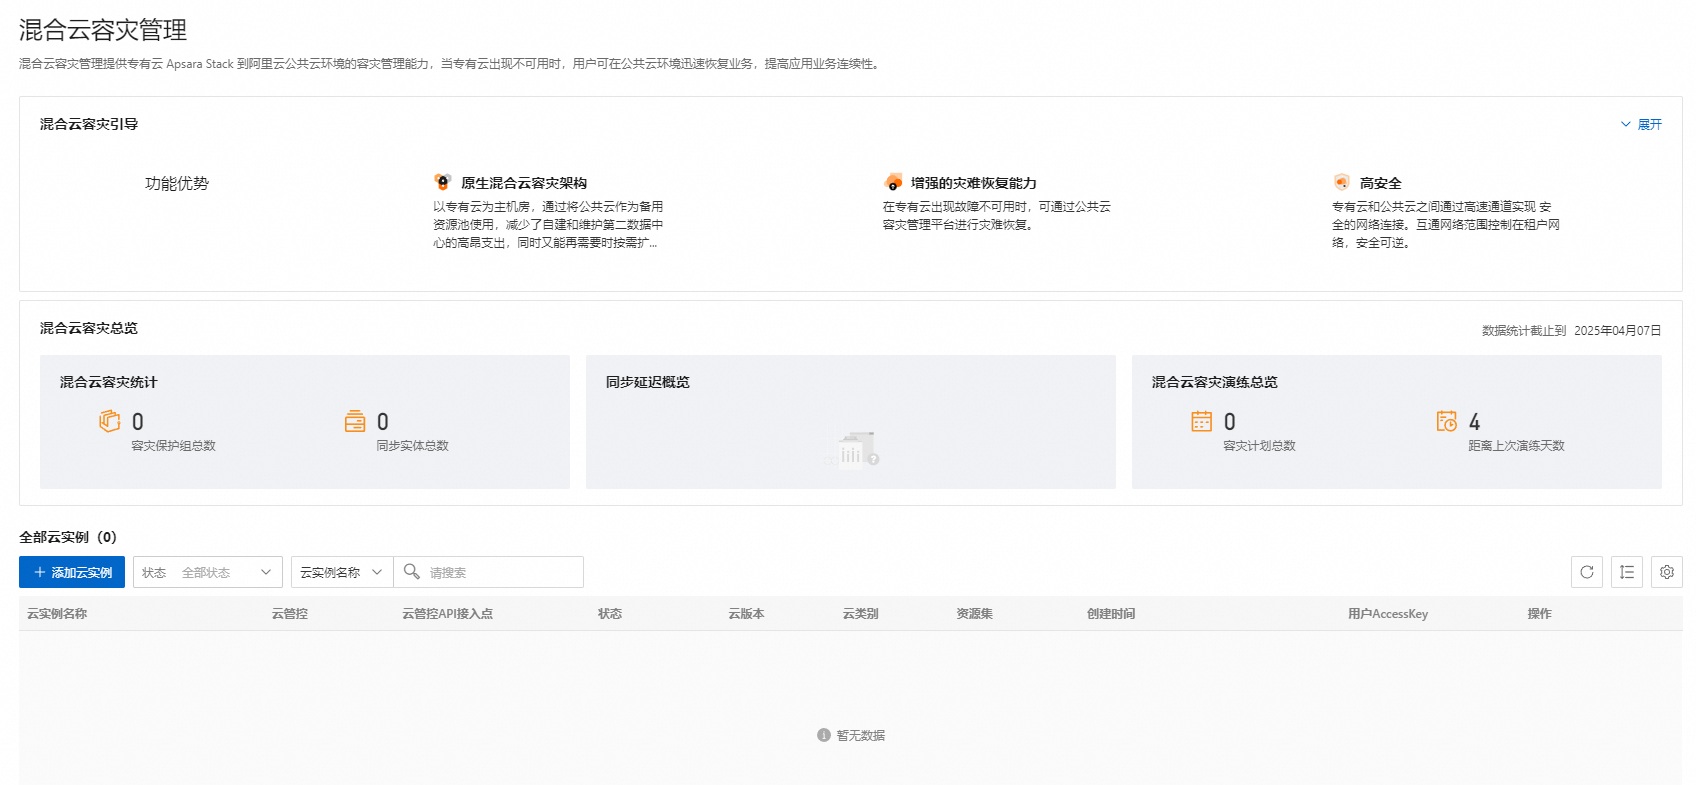 混合云容灾管理
混合云容灾管理提供专有云 Apsara Stack 到阿里云公共云环境的容灾管理能力，当专有云出现不可用时，用户可在公共云环境迅速恢复业务，提高应用业务连续性。
混合云容灾引导
展开
功能优势
原生混合云容灾架构
以专有云为主机房，通过将公共云作为备用
资源池使用，减少了自建和维护第二数据中
心的高昂支出，同时又能再需要时按需扩...
增强的灾难恢复能力
在专有云出现故障不可用时，可通过公共云
容灾管理平台进行灾难恢复。
高安全
专有云和公共云之间通过高速通道实现 安
全的网络连接。互通网络范围控制在租户网
络，安全可逆。
混合云容灾总览
数据统计截止到 2025年04月07日
混合云容灾统计
0
容灾保护组总数
0
同步实体总数
同步延迟概览
混合云容灾演练总览
0
容灾计划总数
4
距离上次演练天数
全部云实例（0）
添加云实例
状态 全部状态
云实例名称
请搜索
云实例名称 云管控 云管控API接入点 状态 云版本 云类别 资源集 创建时间 用户AccessKey 操作
暂无数据